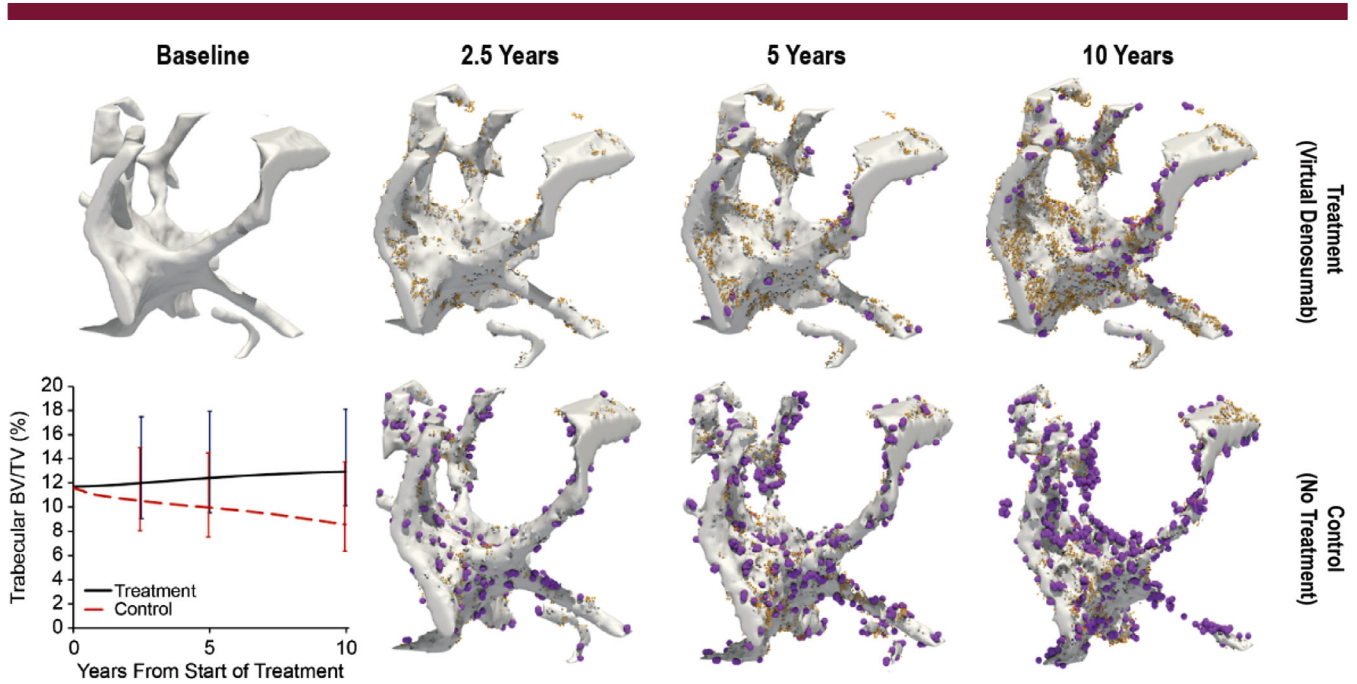 Baseline
2.5 Years
5 Years
10 Years
Treatment
(Virtual Denosumab)
Trabecular BV/TV (%)
20
18
16
14
12
10
8
6
4
2
0
Treatment
Control
0
5
10
Years From Start of Treatment
Control
(No Treatment)